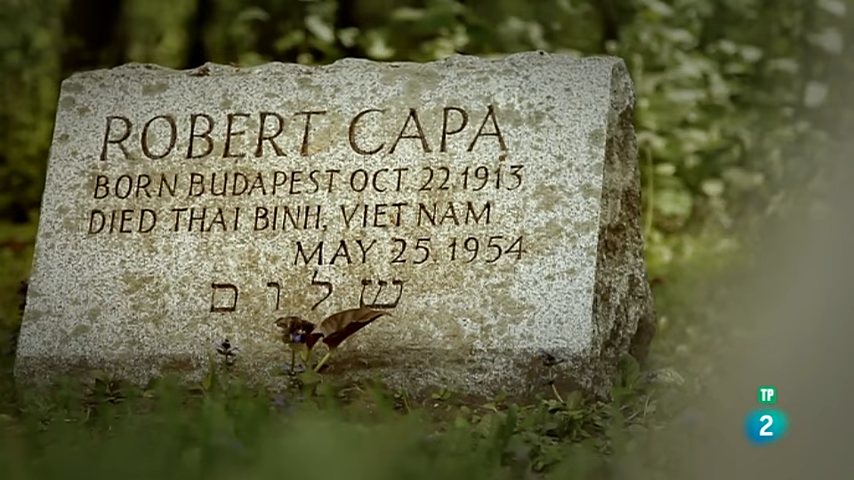 ROBERT CAPA
BORN BUDAPEST OCT. 22.1913
DIED THAI BINH, VIET NAM
MAY 25.1954
שלום
TP
2